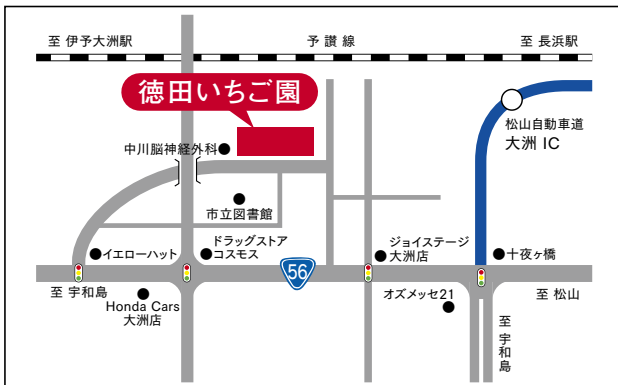 至 伊予大洲駅
予讃線
至 長浜駅
徳田いちご園
松山自動車道
大洲 IC
中川脳神経外科
市立図書館
イエローハット
ドラッグストア
コスモス
ジョイステージ
大洲店
十夜ヶ橋
56
至 宇和島
Honda Cars
大洲店
オズメッセ21
至 松山
至 宇和島